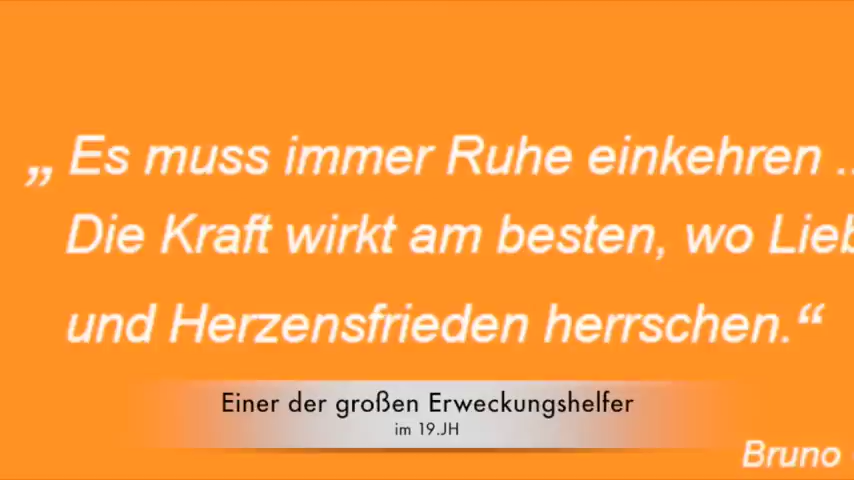 „ Es muss immer Ruhe einkehren ..
Die Kraft wirkt am besten, wo Lieb
und Herzensfrieden herrschen.“
Einer der großen Erweckungshelfer
im 19.JH
Bruno